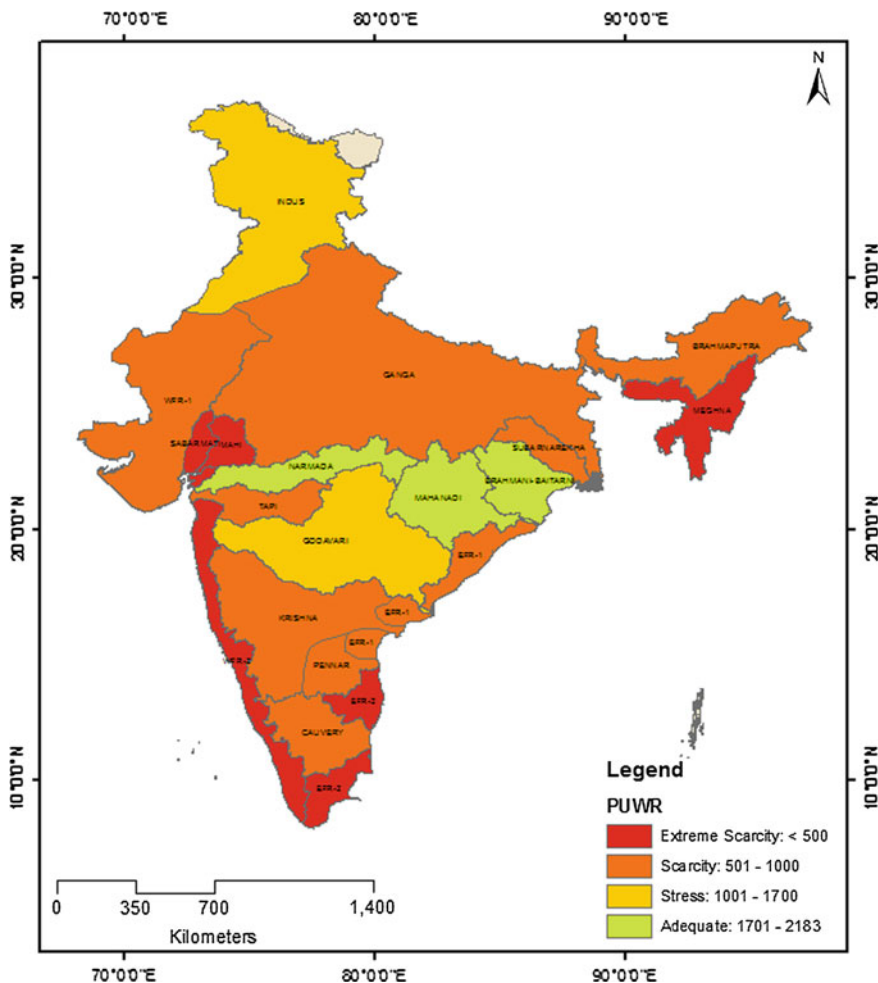 70°0'0"E 80°0'0"E 90°0'0"E
N
INDUS
30°0'0"N 30°0'0"N
BRAHMAPUTRA
GANGA
WFR-1
MEGHNA
SABARMATI MAHI
SUBARNAREKHA
NARMADA
BRAHMANI-BAITARNI
MAHANADI
TAPI
20°0'0"N 20°0'0"N
GODAVARI
EFR-1
EFR-1
KRISHNA
EFR-1
WFR-2
PENNAR
EFR-2
CAUVERY
10°0'0"N 10°0'0"N
EFR-2
Legend
PUWR
Extreme Scarcity: < 500
Scarcity: 501 - 1000
Stress: 1001 - 1700
Adequate: 1701 - 2183
0 350 700 1,400
Kilometers
70°0'0"E 80°0'0"E 90°0'0"E